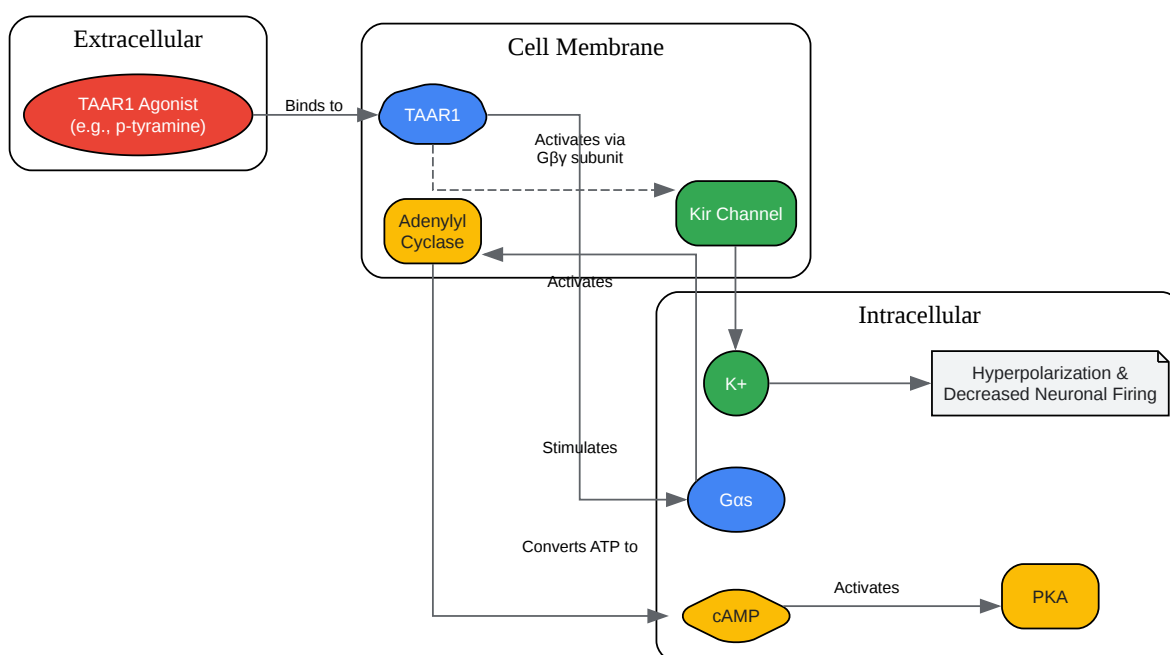 Extracellular
TAAR1 Agonist
(e.g., p-tyramine)
Binds to
Cell Membrane
TAAR1
Activates via
Gβγ subunit
Kir Channel
Adenylyl
Cyclase
Activates
Intracellular
K+
Hyperpolarization &
Decreased Neuronal Firing
Stimulates
Gαs
Converts ATP to
cAMP
Activates
PKA